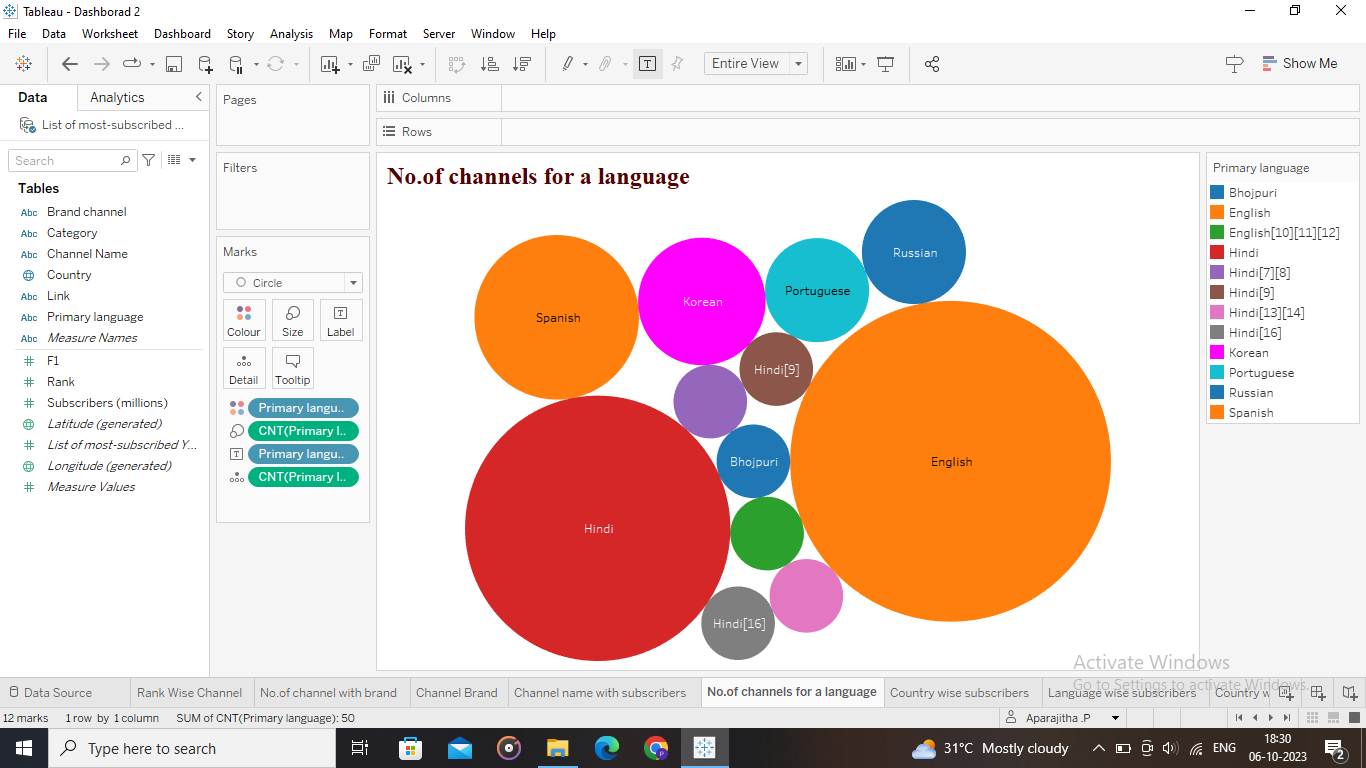 Tableau - Dashborad 2
File Data Worksheet Dashboard Story Analysis Map Format Server Window Help
Entire View
Show Me
Data Analytics
List of most-subscribed ...
Search
Tables
Abc Brand channel
Abc Category
Abc Channel Name
Country
Abc Link
Abc Primary language
Abc Measure Names
F1
Rank
Subscribers (millions)
Latitude (generated)
List of most-subscribed Y...
Longitude (generated)
Measure Values
Pages
Filters
Marks
Circle
Colour Size Label
Detail Tooltip
Primary langu..
CNT(Primary l..
Primary langu..
CNT(Primary l..
Columns
Rows
No.of channels for a language
Russian
Portuguese
Korean
Spanish
Hindi[9]
Bhojpuri
English
Hindi
Hindi[16]
Primary language
Bhojpuri
English
English[10][11][12]
Hindi
Hindi[7][8]
Hindi[9]
Hindi[13][14]
Hindi[16]
Korean
Portuguese
Russian
Spanish
Activate Windows
Go to Settings to activate Windows.
Data Source Rank Wise Channel No.of channel with brand Channel Brand Channel name with subscribers No.of channels for a language Country wise subscribers Language wise subscribers Country w
12 marks 1 row by 1 column SUM of CNT(Primary language): 50 Aparajitha .P
Type here to search
31°C Mostly cloudy ENG
18:30
06-10-2023
2